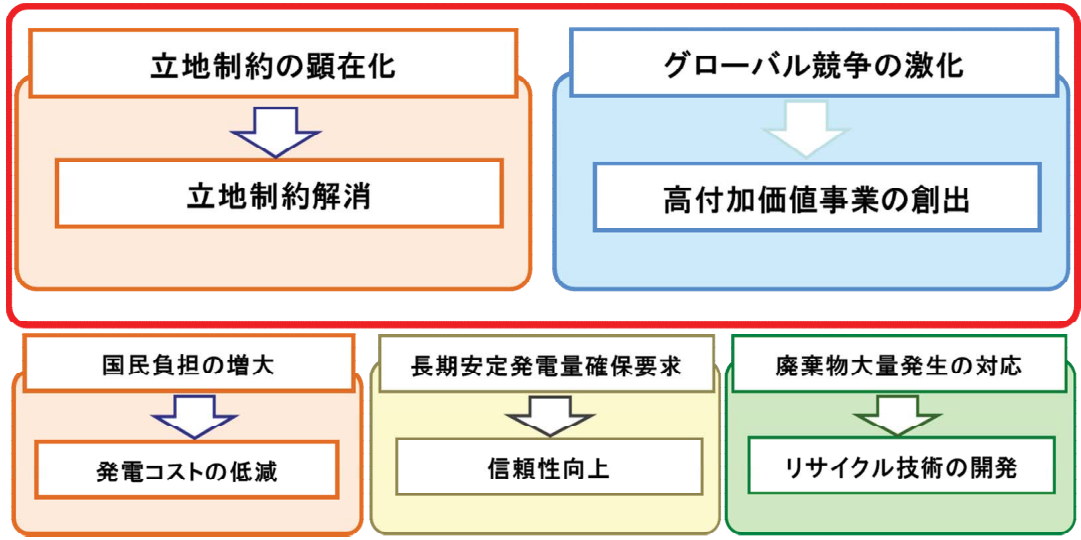 立地制約の顕在化
グローバル競争の激化
立地制約解消
高付加価値事業の創出
国民負担の増大
長期安定発電量確保要求
廃棄物大量発生の対応
発電コストの低減
信頼性向上
リサイクル技術の開発